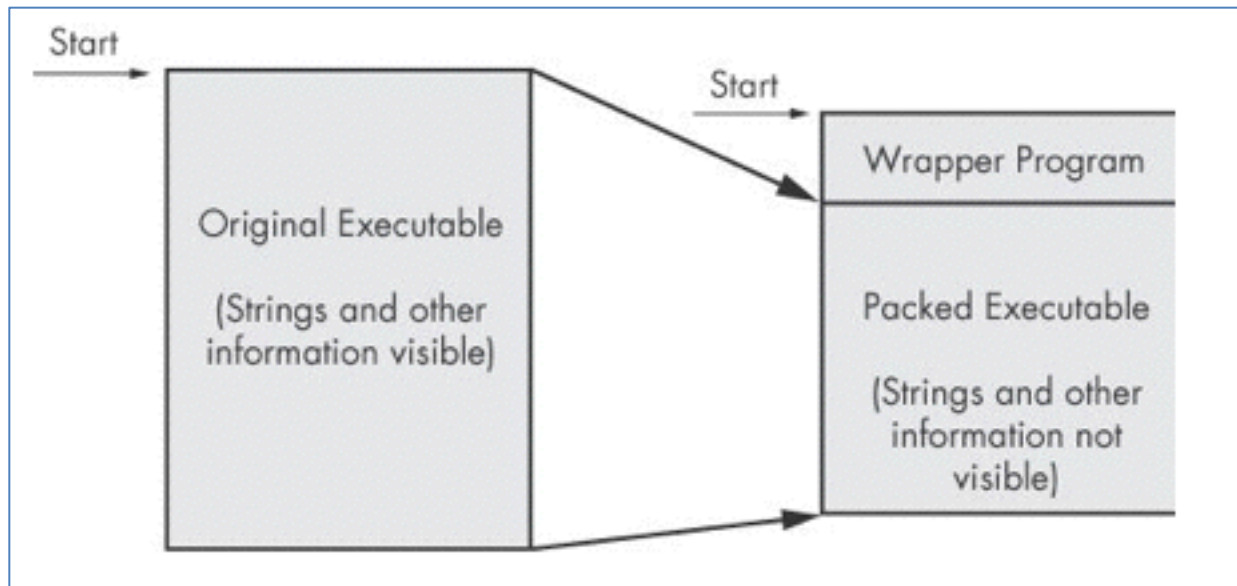 Start
Original Executable
(Strings and other
information visible)
Start
Wrapper Program
Packed Executable
(Strings and other
information not
visible)